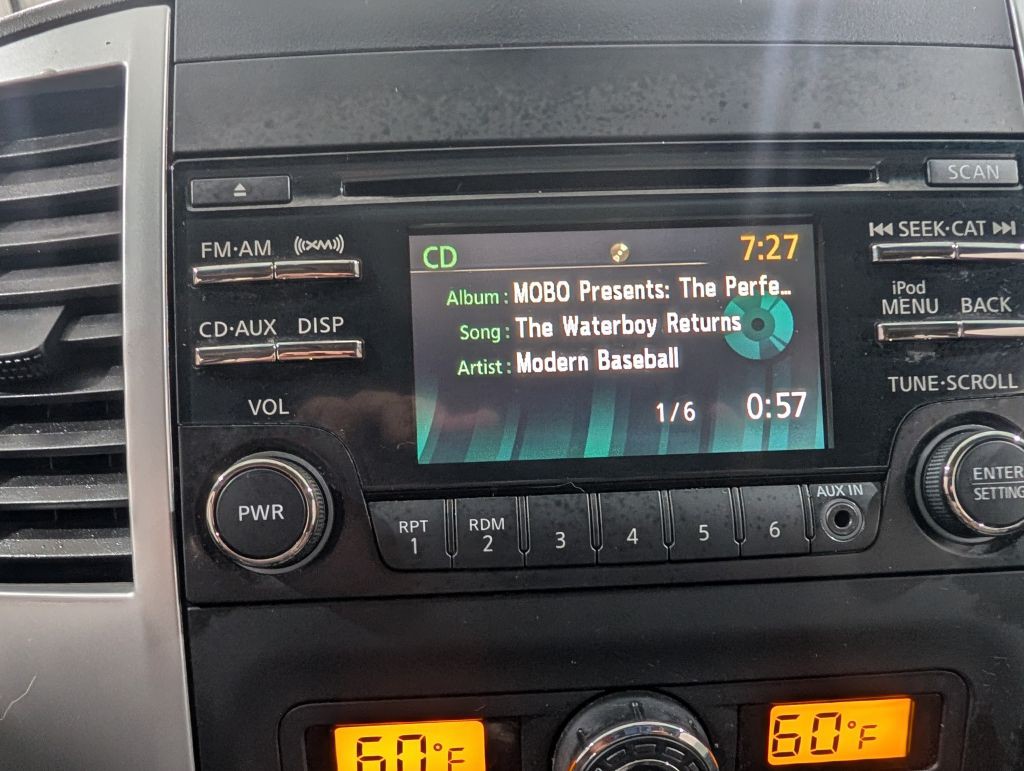 SCAN
FM·AM
((XM))
SEEK·CAT
CD·AUX
DISP
iPod
MENU
BACK
VOL
TUNE·SCROLL
CD
7:27
Album : MOBO Presents: The Perfe…
Song : The Waterboy Returns
Artist : Modern Baseball
1/6
0:57
PWR
ENTER
SETTING
RPT
1
RDM
2
3
4
5
6
AUX IN
60°F
60°F